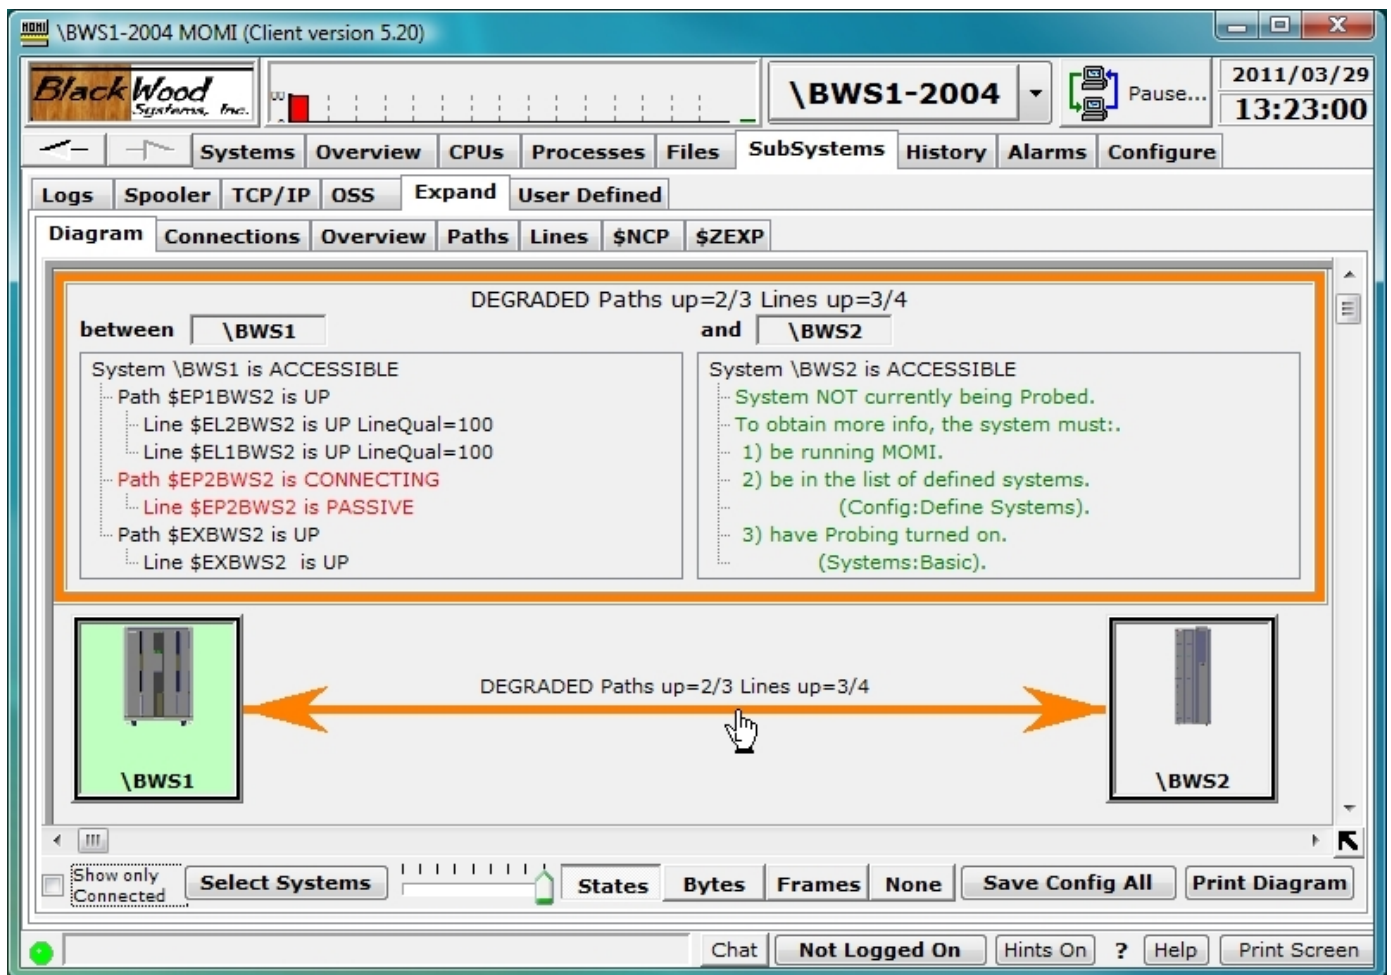 MOMI
\BWS1-2004 MOMI (Client version 5.20)
BlackWood
Systems, Inc.
\BWS1-2004
Pause...
2011/03/29
13:23:00
Systems Overview CPUs Processes Files SubSystems History Alarms Configure
Logs Spooler TCP/IP OSS Expand User Defined
Diagram Connections Overview Paths Lines $NCP $ZEXP
DEGRADED Paths up=2/3 Lines up=3/4
between \BWS1 and \BWS2
System \BWS1 is ACCESSIBLE
Path $EP1BWS2 is UP
Line $EL2BWS2 is UP LineQual=100
Line $EL1BWS2 is UP LineQual=100
Path $EP2BWS2 is CONNECTING
Line $EP2BWS2 is PASSIVE
Path $EXBWS2 is UP
Line $EXBWS2 is UP
System \BWS2 is ACCESSIBLE
System NOT currently being Probed.
To obtain more info, the system must:.
1) be running MOMI.
2) be in the list of defined systems.
(Config:Define Systems).
3) have Probing turned on.
(Systems:Basic).
DEGRADED Paths up=2/3 Lines up=3/4
\BWS1
\BWS2
Show only
Connected
Select Systems States Bytes Frames None Save Config All Print Diagram
Chat Not Logged On Hints On ? Help Print Screen